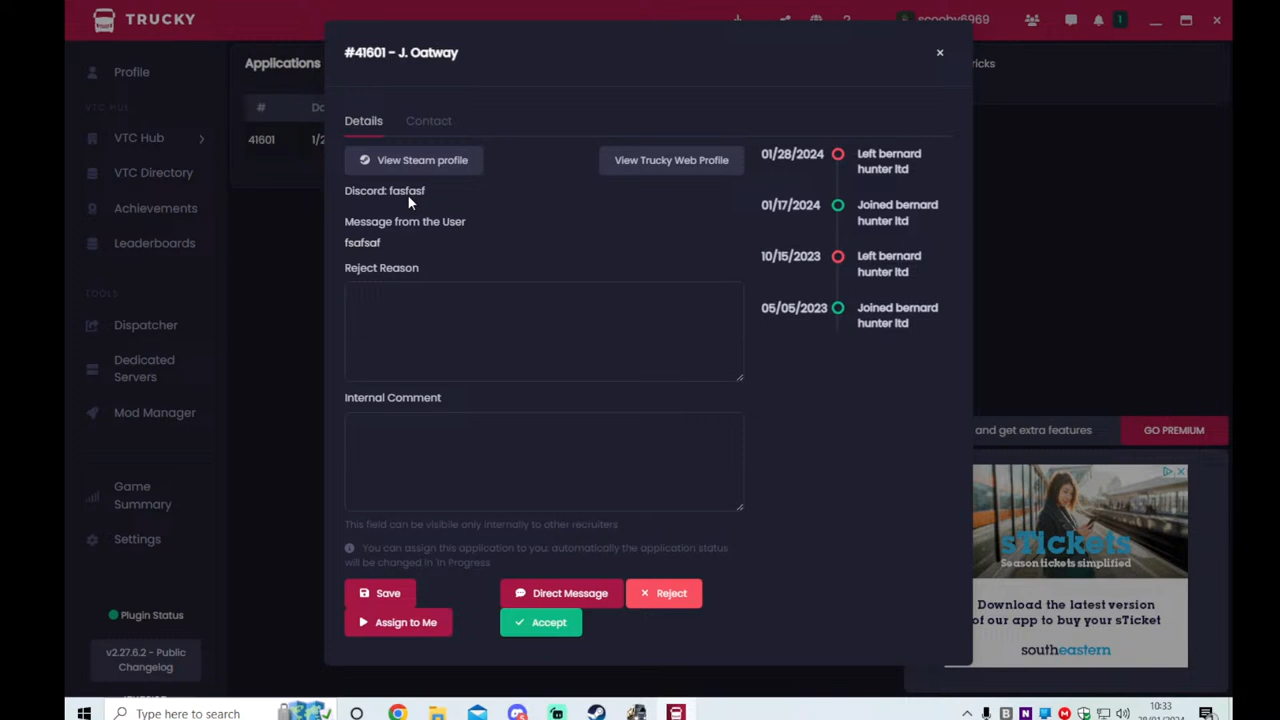 TRUCKY
scooby6969
1
Profile
VTC HUB
VTC Hub
VTC Directory
Achievements
Leaderboards
TOOLS
Dispatcher
Dedicated
Servers
Mod Manager
Game
Summary
Settings
Plugin Status
v2.27.6.2 - Public
Changelog
Applications
#
41601
#41601 - J. Oatway
Details
Contact
View Steam profile
View Trucky Web Profile
Discord: fasfasf
Message from the User
fsafsaf
Reject Reason
Internal Comment
This field can be visibile only internally to other recruiters
You can assign this application to you: automatically the application status
will be changed in 'In Progress
Save
Direct Message
Reject
Assign to Me
Accept
01/28/2024
Left bernard
hunter ltd
01/17/2024
Joined bernard
hunter ltd
10/15/2023
Left bernard
hunter ltd
05/05/2023
Joined bernard
hunter ltd
and get extra features
GO PREMIUM
sTickets
Season tickets simplified
Download the latest version
of our app to buy your sTicket
southeastern
Type here to search
10:33